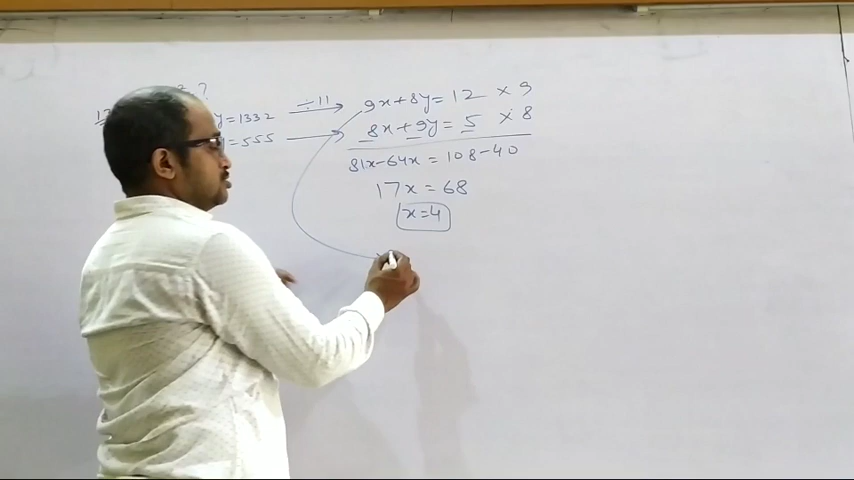 ?
y=1332 ÷11 9x+8y=12 ×9
=555 8x+9y=5 ×8
81x-64x=108-40
17x=68
x=4